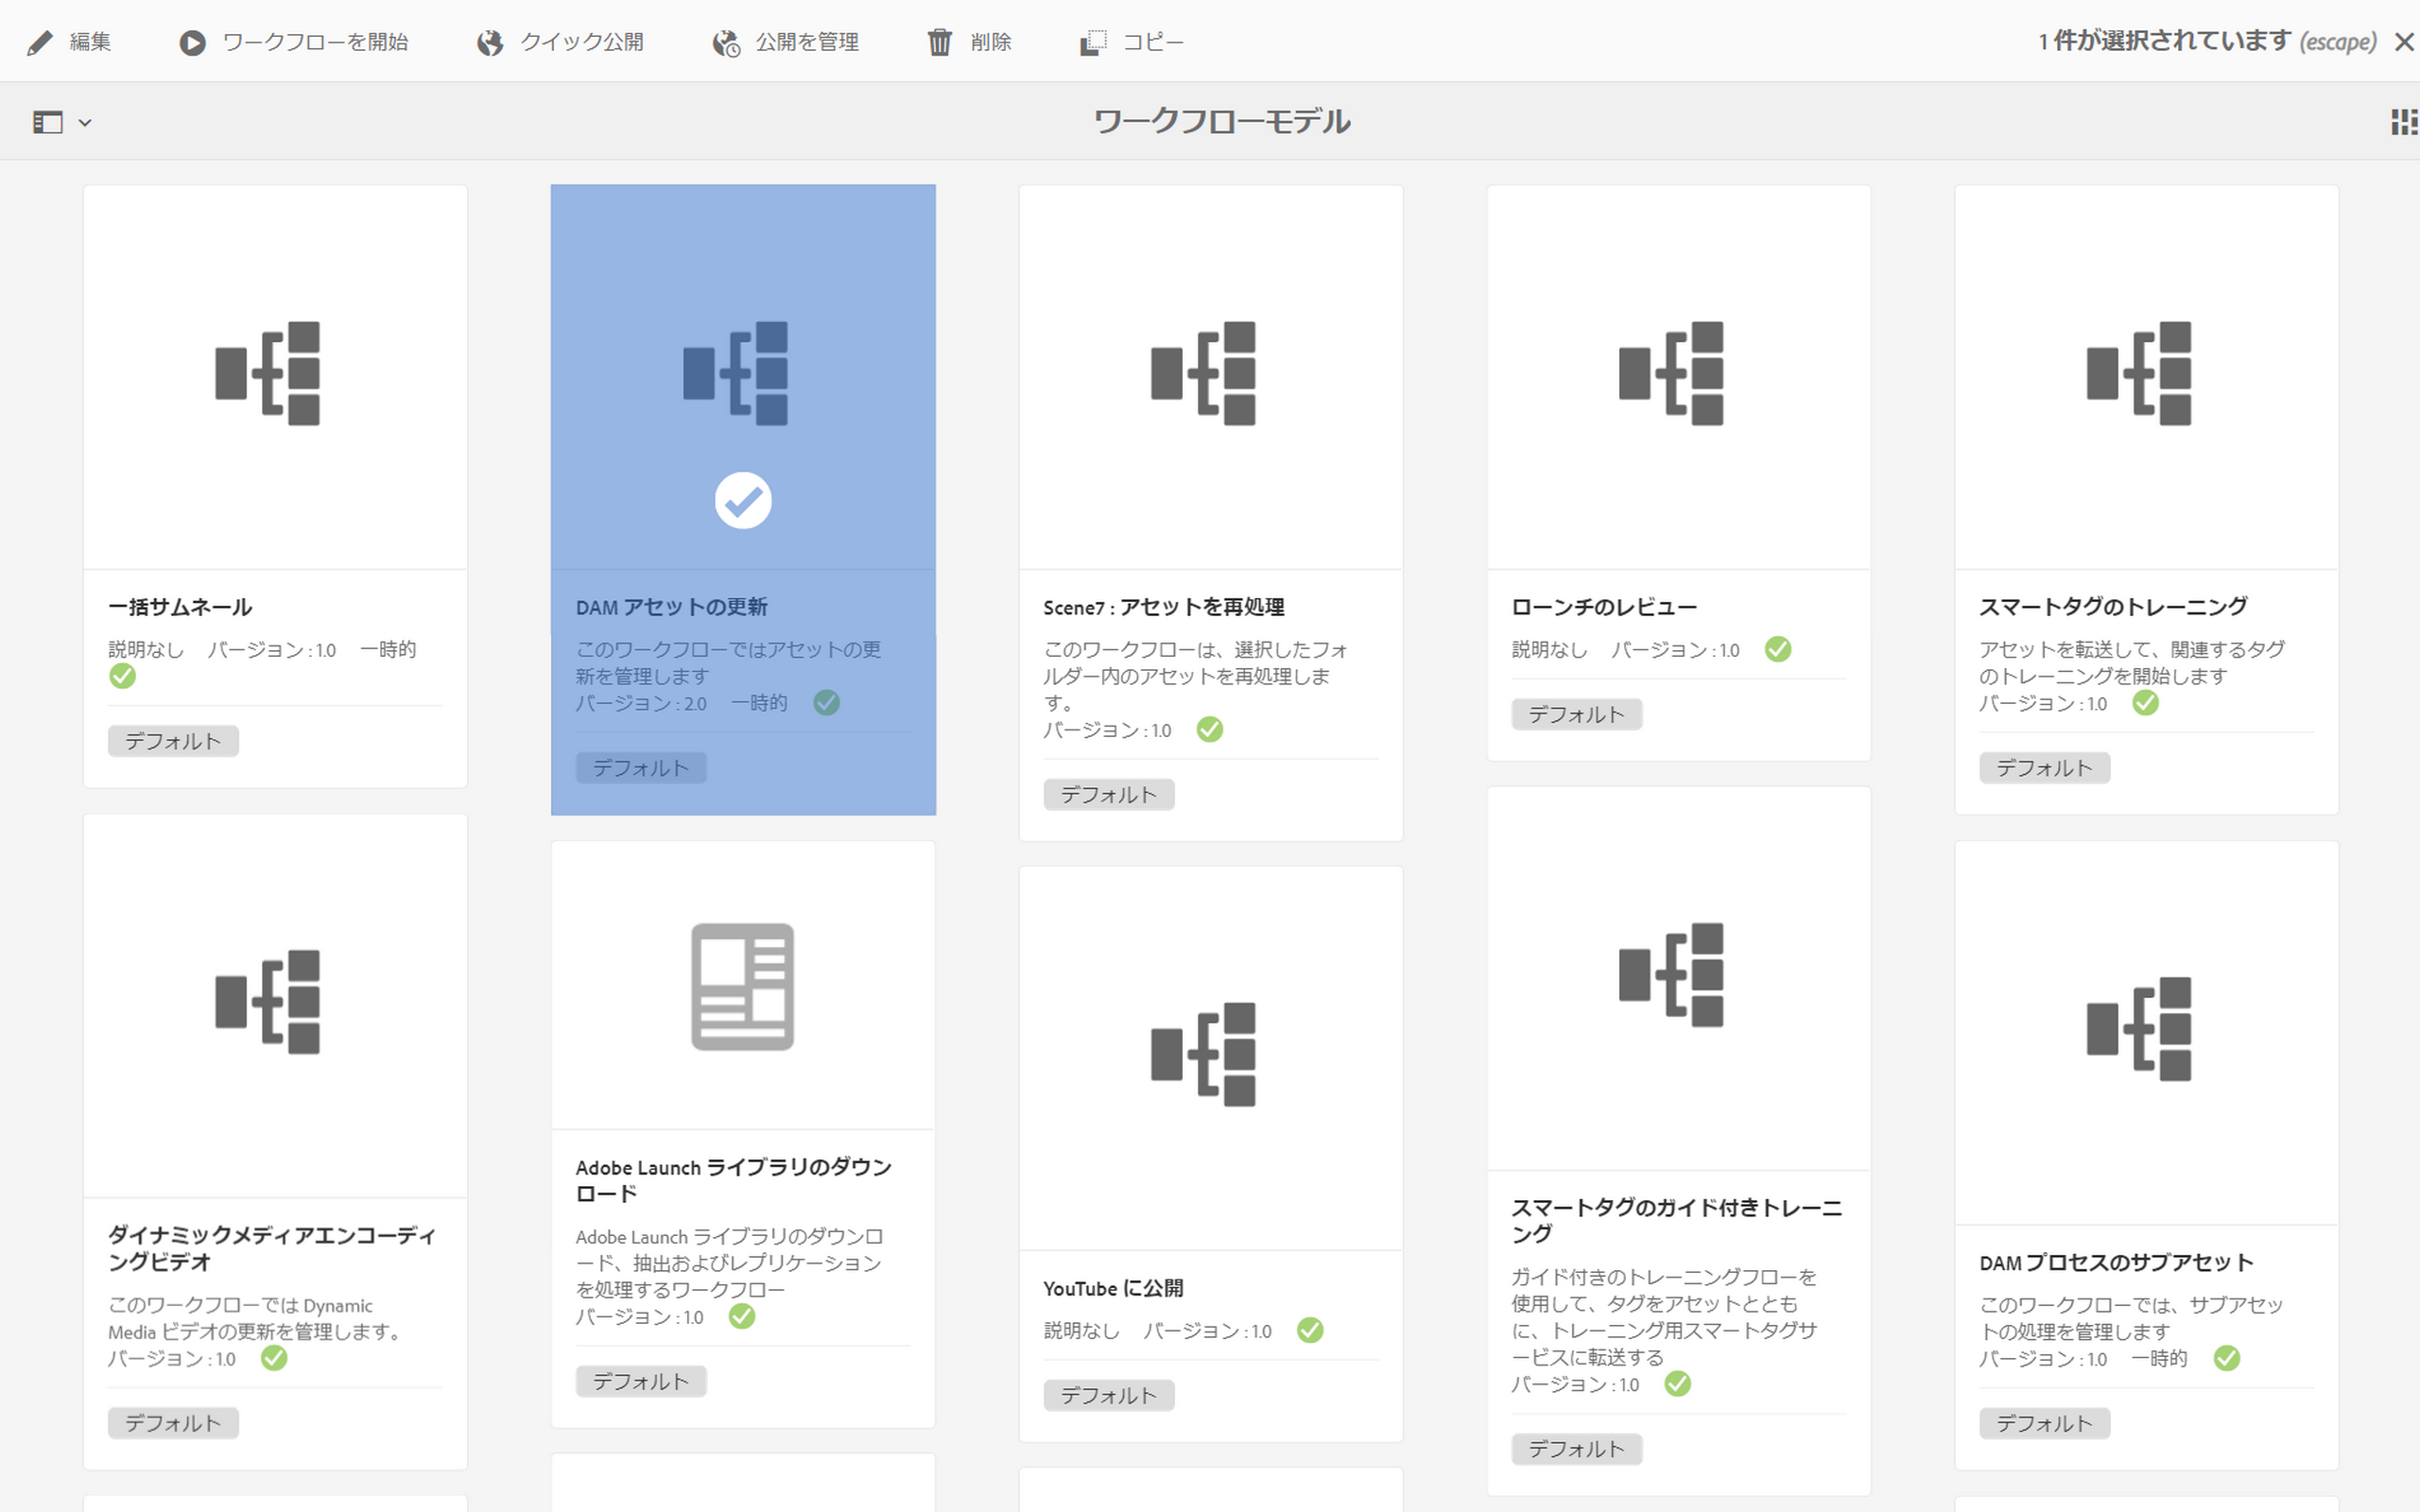 編集 ワークフローを開始 クイック公開 公開を管理 削除 コピー 1 件が選択されています (escape)
ワークフローモデル
一括サムネール
説明なし バージョン : 1.0 一時的
デフォルト
DAM アセットの更新
このワークフローではアセットの更
新を管理します
バージョン : 2.0 一時的
デフォルト
Scene7 : アセットを再処理
このワークフローは、選択したフォ
ルダー内のアセットを再処理しま
す。
バージョン : 1.0
デフォルト
ローンチのレビュー
説明なし バージョン : 1.0
デフォルト
スマートタグのトレーニング
アセットを転送して、関連するタグ
のトレーニングを開始します
バージョン : 1.0
デフォルト
ダイナミックメディアエンコーディ
ングビデオ
このワークフローでは Dynamic
Media ビデオの更新を管理します。
バージョン : 1.0
デフォルト
Adobe Launch ライブラリのダウン
ロード
Adobe Launch ライブラリのダウンロ
ード、抽出およびレプリケーション
を処理するワークフロー
バージョン : 1.0
デフォルト
YouTube に公開
説明なし バージョン : 1.0
デフォルト
スマートタグのガイド付きトレーニ
ング
ガイド付きのトレーニングフローを
使用して、タグをアセットととも
に、トレーニング用スマートタグサ
ービスに転送する
バージョン : 1.0
デフォルト
DAM プロセスのサブアセット
このワークフローでは、サブアセッ
トの処理を管理します
バージョン : 1.0 一時的
デフォルト